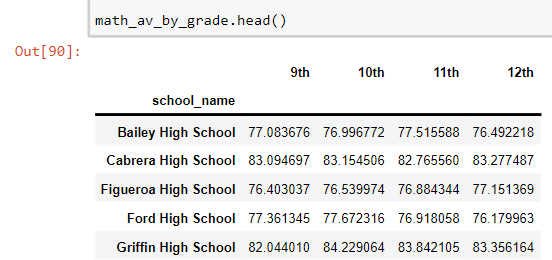 math_av_by_grade.head()
Out[90]:
9th 10th 11th 12th
school_name
Bailey High School 77.083676 76.996772 77.515588 76.492218
Cabrera High School 83.094697 83.154506 82.765560 83.277487
Figueroa High School 76.403037 76.539974 76.884344 77.151369
Ford High School 77.361345 77.672316 76.918058 76.179963
Griffin High School 82.044010 84.229064 83.842105 83.356164